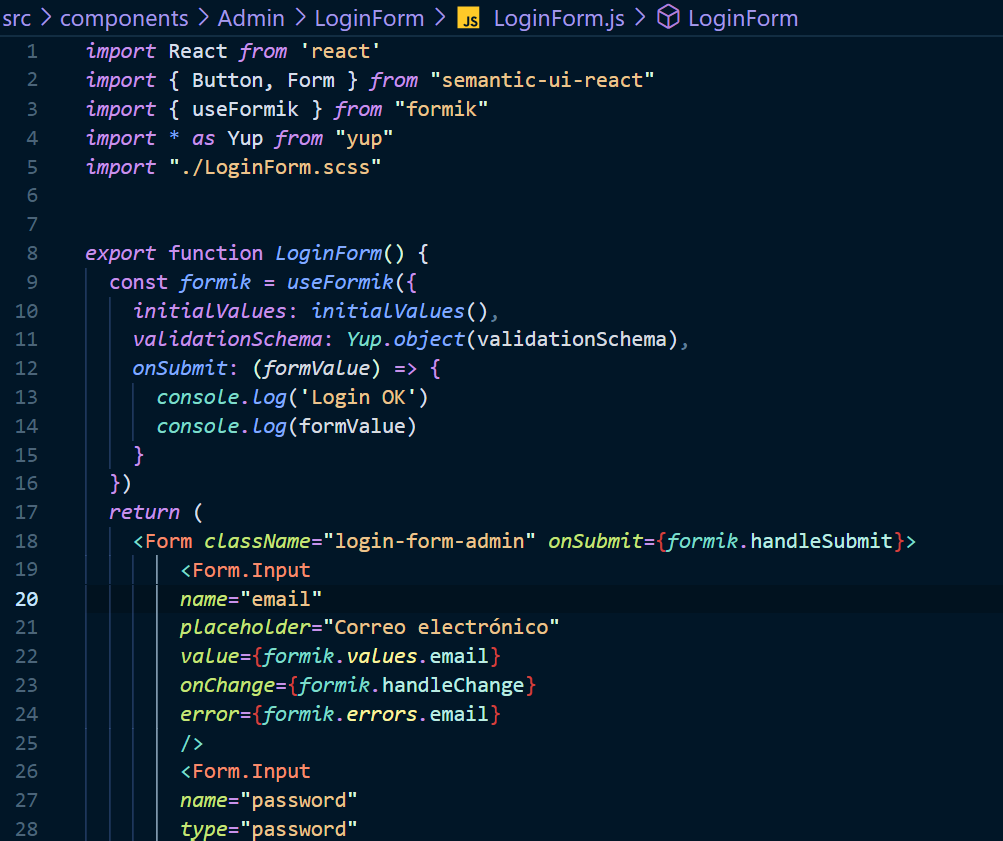 src > components > Admin > LoginForm > JS LoginForm.js > LoginForm
1 import React from 'react'
2 import { Button, Form } from "semantic-ui-react"
3 import { useFormik } from "formik"
4 import * as Yup from "yup"
5 import "./LoginForm.scss"
6
7
8 export function LoginForm() {
9   const formik = useFormik({
10     initialValues: initialValues(),
11     validationSchema: Yup.object(validationSchema),
12     onSubmit: (formValue) => {
13       console.log('Login OK')
14       console.log(formValue)
15     }
16   })
17   return (
18     <Form className="login-form-admin" onSubmit={formik.handleSubmit}>
19         <Form.Input
20         name="email"
21         placeholder="Correo electrónico"
22         value={formik.values.email}
23         onChange={formik.handleChange}
24         error={formik.errors.email}
25         />
26         <Form.Input
27         name="password"
28         type="password"